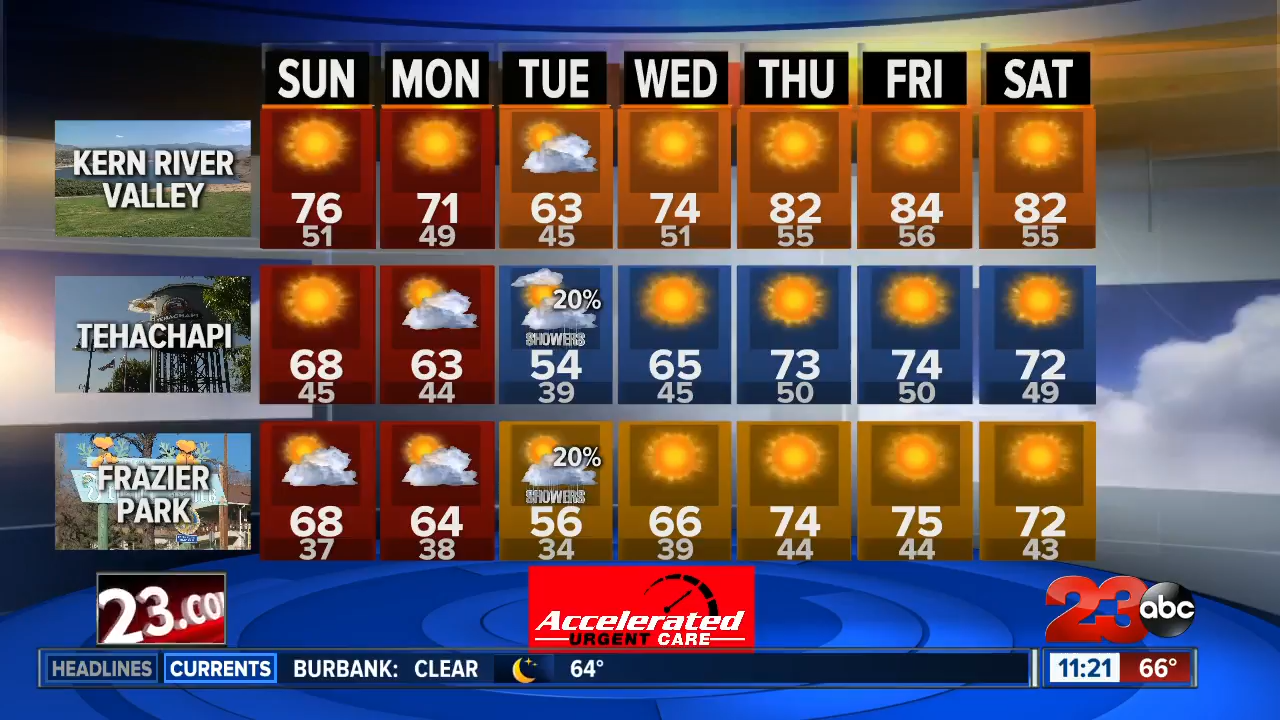 SUN MON TUE WED THU FRI SAT
KERN RIVER
VALLEY
76 71 63 74 82 84 82
51 49 45 51 55 56 55
TEHACHAPI
20%
SHOWERS
68 63 54 65 73 74 72
45 44 39 45 50 50 49
FRAZIER
PARK
20%
SHOWERS
68 64 56 66 74 75 72
37 38 34 39 44 44 43
23.co
Accelerated
URGENT CARE
23 abc
HEADLINES CURRENTS BURBANK: CLEAR 64° 11:21 66°